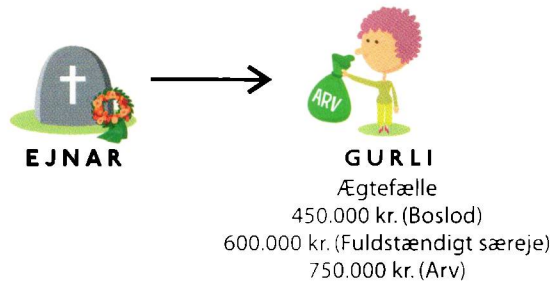 ARV
EJNAR
GURLI
Ægtefælle
450.000 kr. (Boslod)
600.000 kr. (Fuldstændigt særeje)
750.000 kr. (Arv)